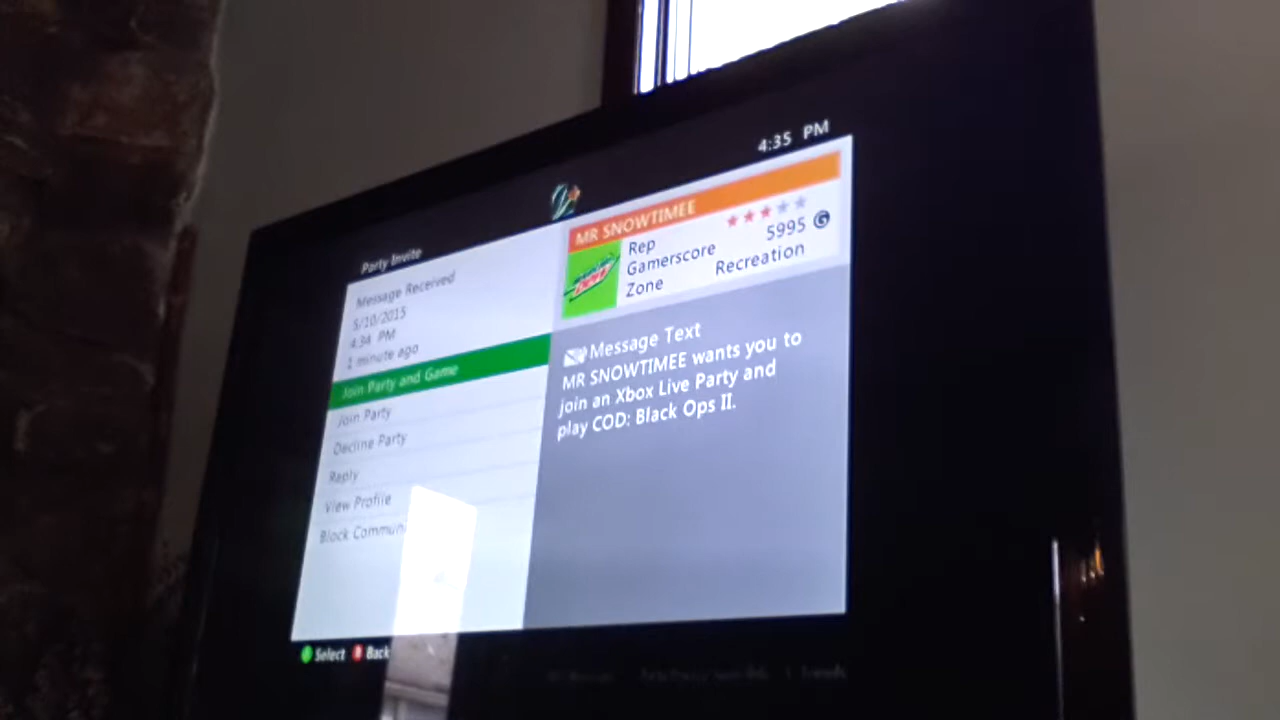 4:35 PM
Party Invite
Message Received
5/10/2015
4:34 PM
1 minute ago
Join Party and Game
Join Party
Decline Party
Reply
View Profile
Block Commun
Select Back
MR SNOWTIMEE
Rep
Gamerscore 5995 G
Zone Recreation
Message Text
MR SNOWTIMEE wants you to
join an Xbox Live Party and
play COD: Black Ops II.